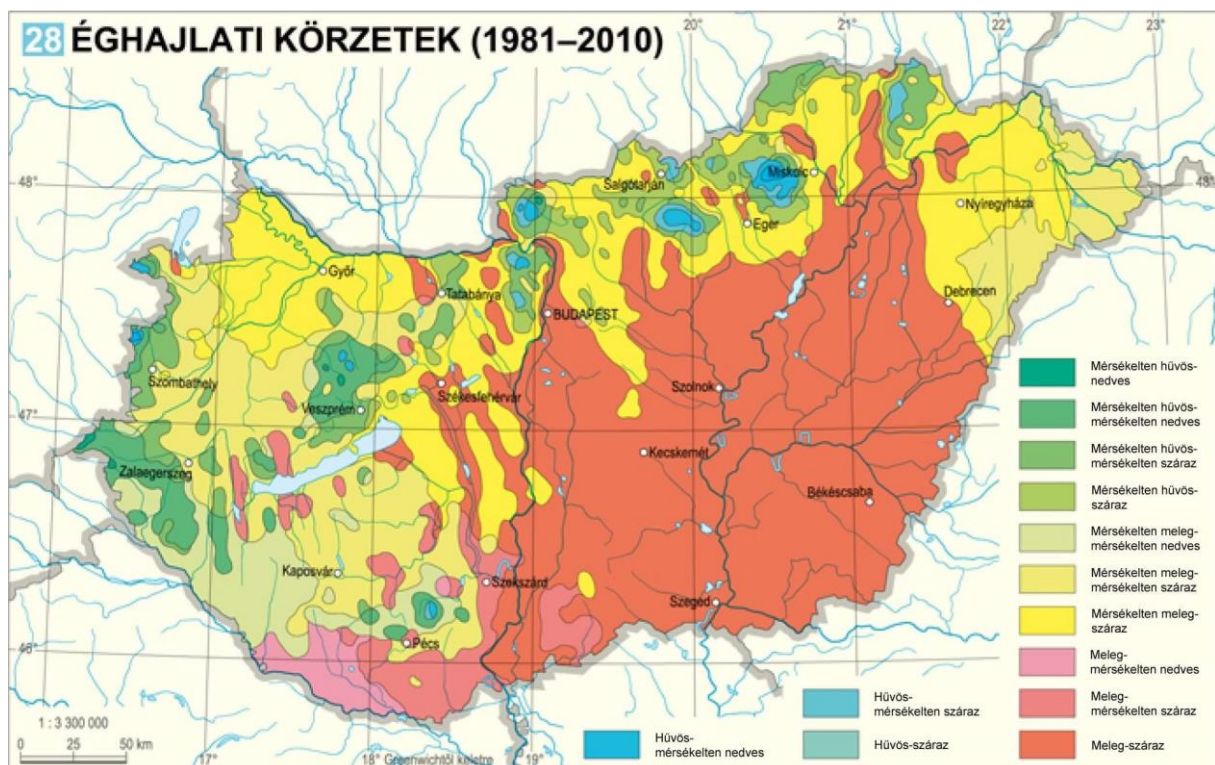 28 ÉGHAJLATI KÖRZETEK (1981–2010)
20°
21°
22°
23°
48°
48°
Salgótarján
Miskolc
Nyíregyháza
Eger
Győr
Tatabánya
Debrecen
BUDAPEST
Szombathely
Székesfehérvár
Szolnok
Veszprém
47°
Kecskemét
Zalaegerszeg
Békéscsaba
Kaposvár
Szekszárd
Szeged
Pécs
48°
Mérsékelten hűvös-
nedves
Mérsékelten hűvös-
mérsékelten nedves
Mérsékelten hűvös-
mérsékelten száraz
Mérsékelten hűvös-
száraz
Mérsékelten meleg-
mérsékelten nedves
Mérsékelten meleg-
mérsékelten száraz
Mérsékelten meleg-
száraz
Meleg-
mérsékelten nedves
Meleg-
mérsékelten száraz
Meleg-száraz
Hűvös-
mérsékelten száraz
Hűvös-száraz
Hűvös-
mérsékelten nedves
1 : 3 300 000
0 25 50 km
17°
18° Greenwichtől keletre
19°